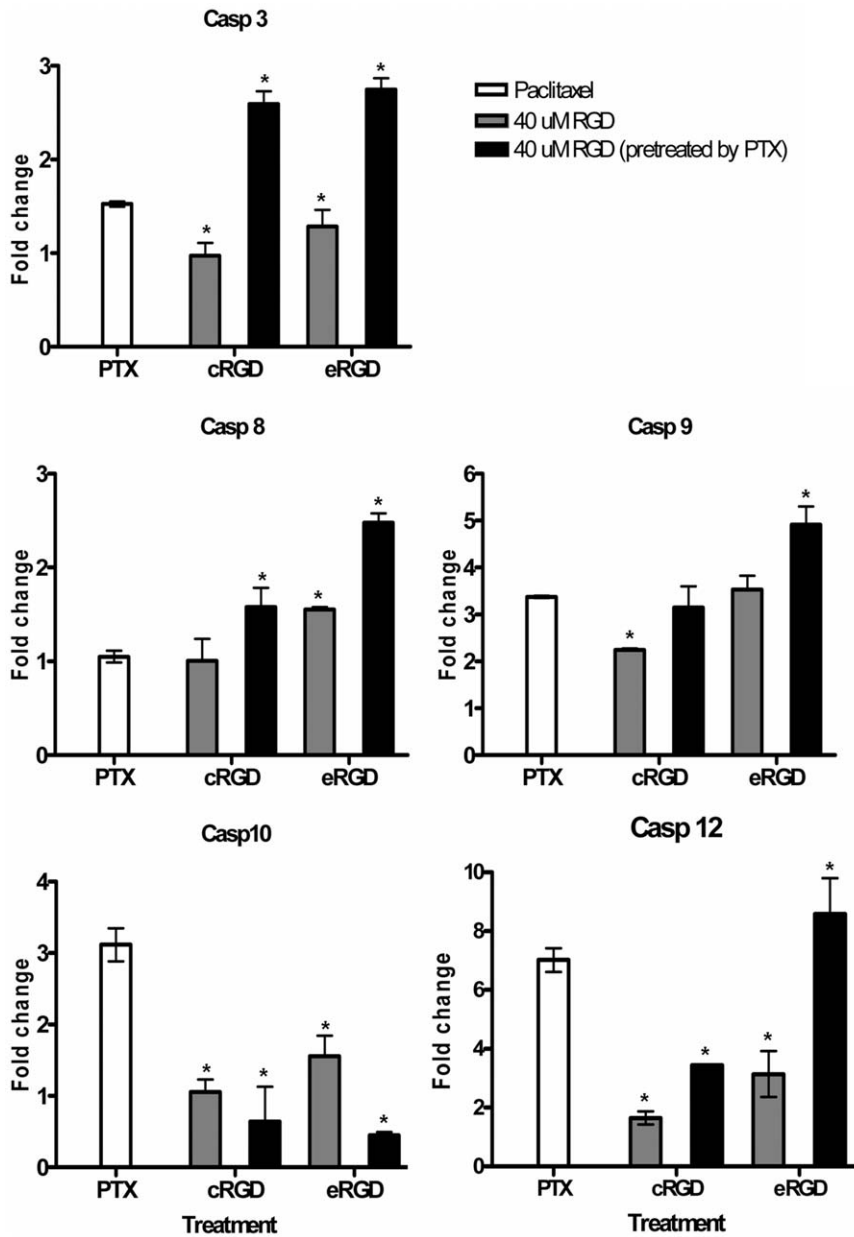 Casp 3
Fold change
3
2
1
0
* * * *
PTX cRGD eRGD
Paclitaxel
40 uM RGD
40 uM RGD (pretreated by PTX)
Casp 8
Fold change
3
2
1
0
* * *
PTX cRGD eRGD
Casp 9
Fold change
6
5
4
3
2
1
0
* *
PTX cRGD eRGD
Casp10
Fold change
4
3
2
1
0
* * * *
PTX cRGD eRGD
Treatment
Casp 12
Fold change
10
8
6
4
2
0
* * * *
PTX cRGD eRGD
Treatment